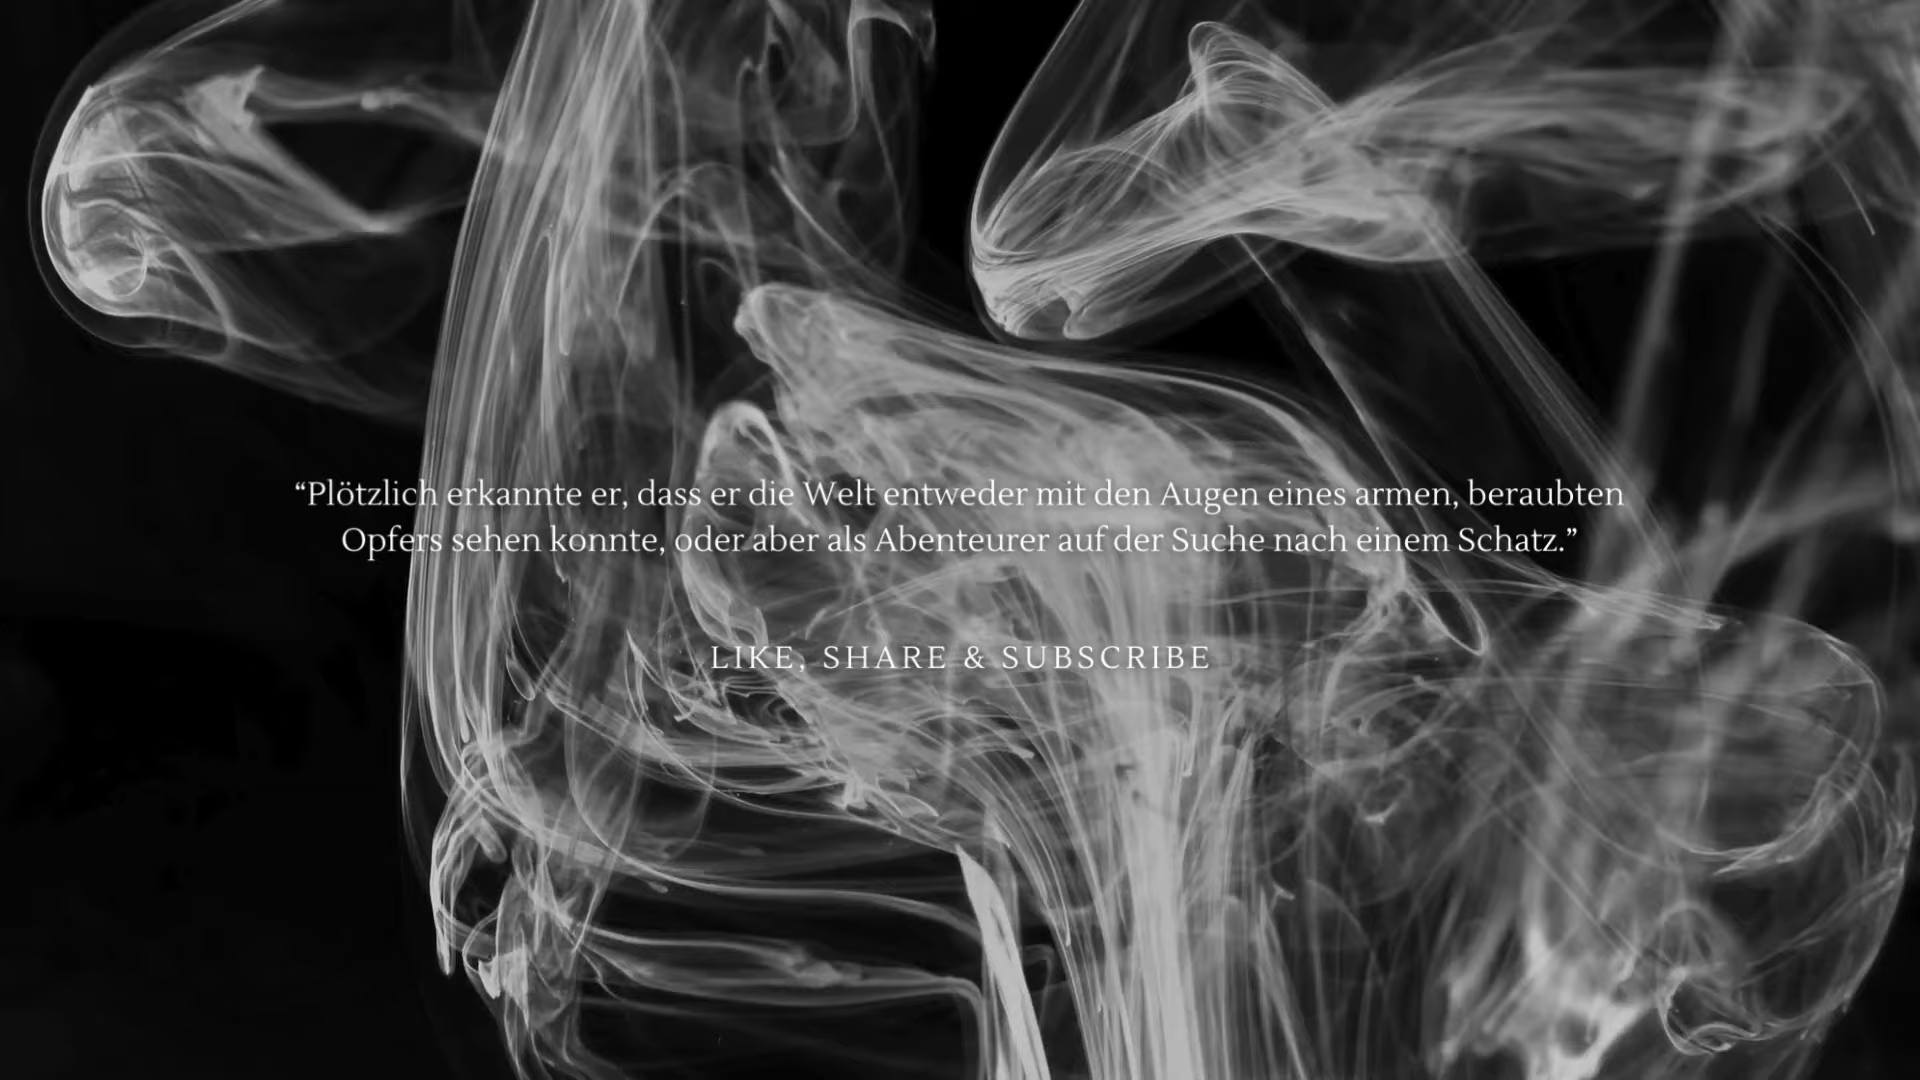 “Plötzlich erkannte er, dass er die Welt entweder mit den Augen eines armen, beraubten
Opfers sehen konnte, oder aber als Abenteurer auf der Suche nach einem Schatz.”
LIKE, SHARE & SUBSCRIBE